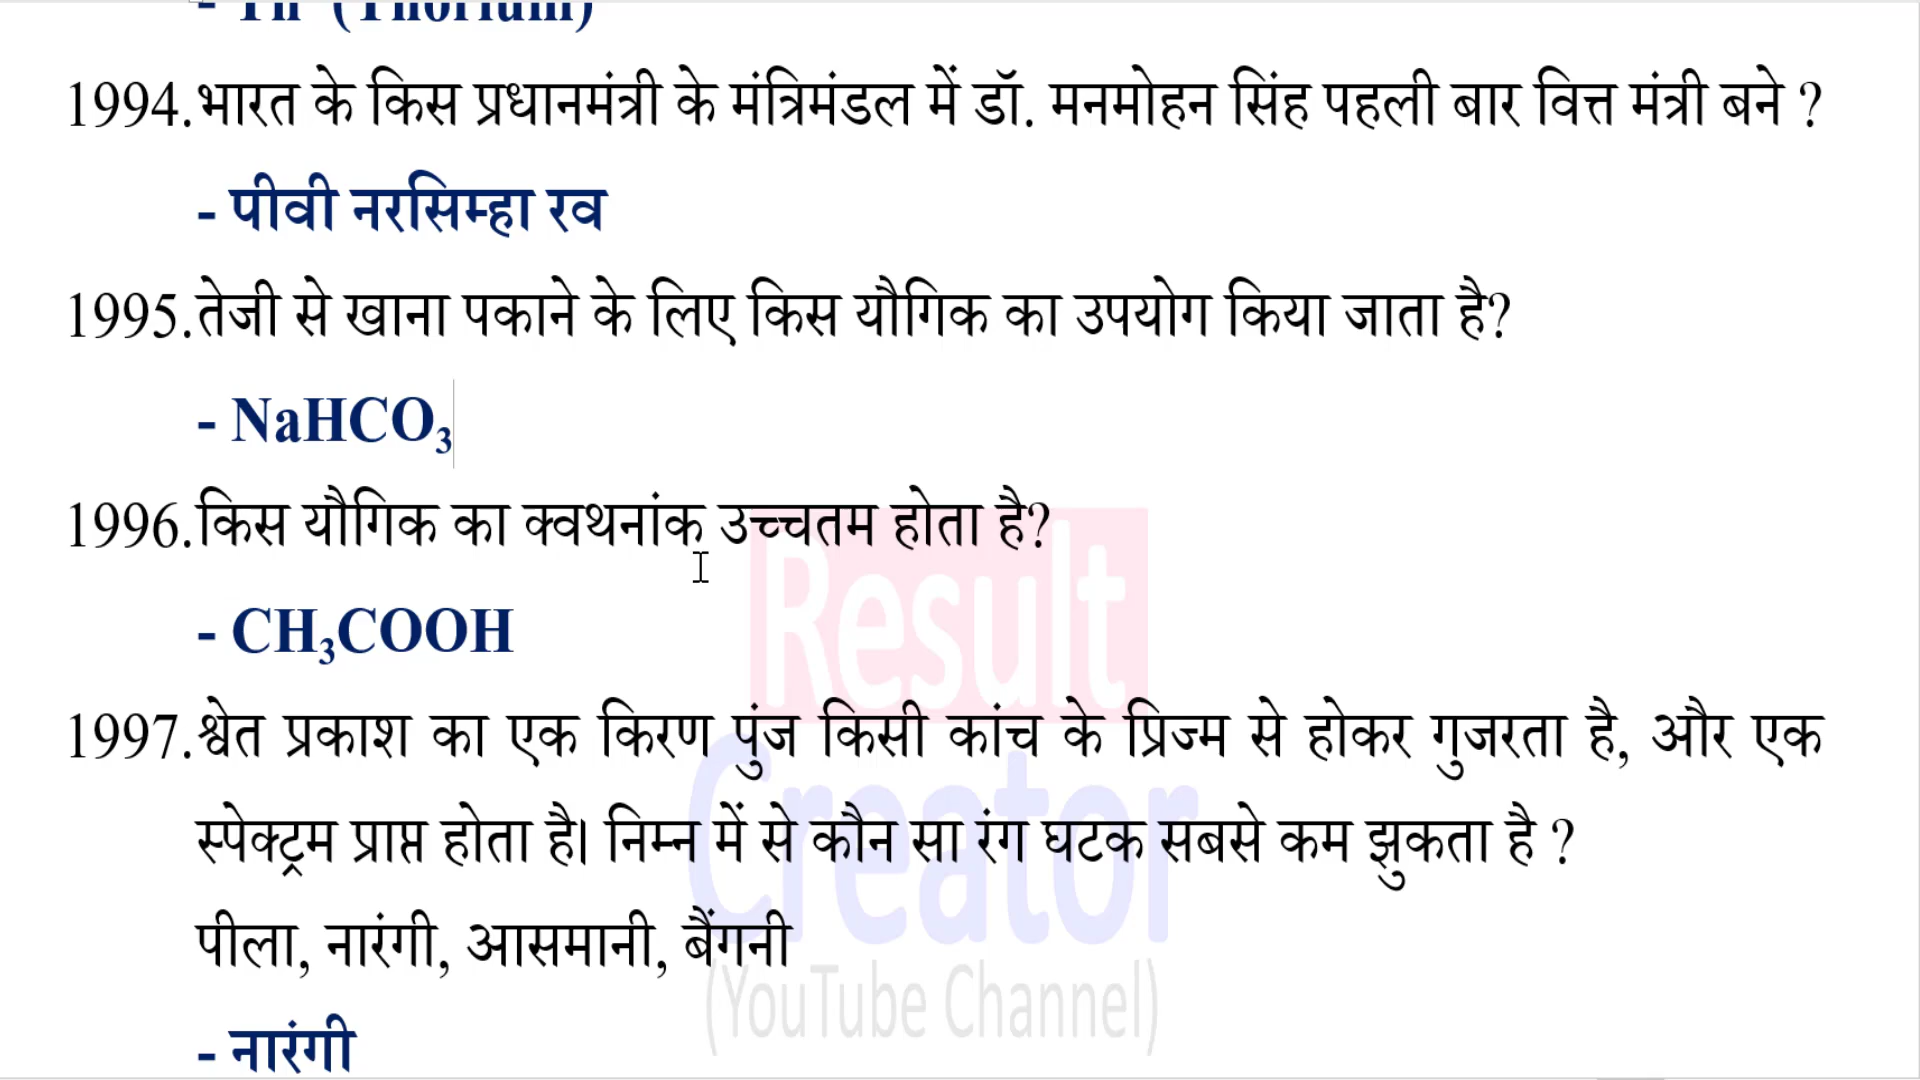 - Th (Thorium)
1994.भारत के किस प्रधानमंत्री के मंत्रिमंडल में डॉ. मनमोहन सिंह पहली बार वित्त मंत्री बने ?
- पीवी नरसिम्हा रव
1995.तेजी से खाना पकाने के लिए किस यौगिक का उपयोग किया जाता है?
- NaHCO₃
1996.किस यौगिक का क्वथनांक उच्चतम होता है?
- CH₃COOH
1997.श्वेत प्रकाश का एक किरण पुंज किसी कांच के प्रिज्म से होकर गुजरता है, और एक
स्पेक्ट्रम प्राप्त होता है। निम्न में से कौन सा रंग घटक सबसे कम झुकता है ?
पीला, नारंगी, आसमानी, बैंगनी
- नारंगी
Result
Creator
(YouTube Channel)